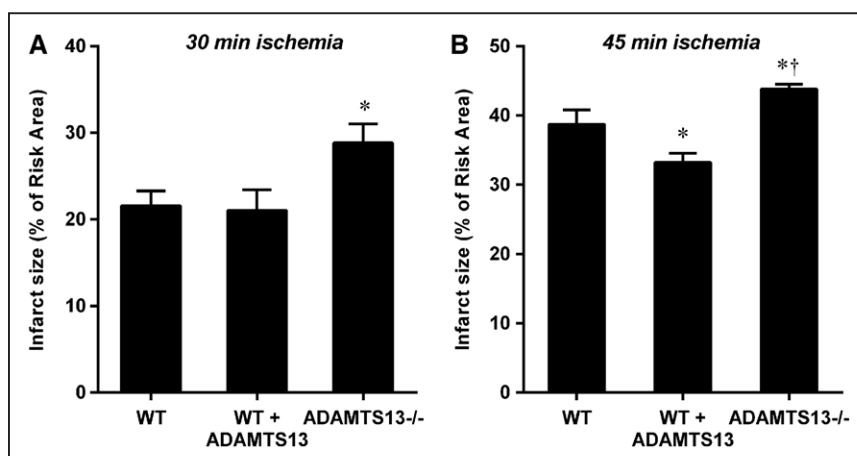 A
30 min ischemia
Infarct size (% of Risk Area)
40
30
20
10
0
*
WT
WT +
ADAMTS13
ADAMTS13-/-
B
45 min ischemia
Infarct size (% of Risk Area)
50
40
30
20
10
0
*
*†
WT
WT +
ADAMTS13
ADAMTS13-/-